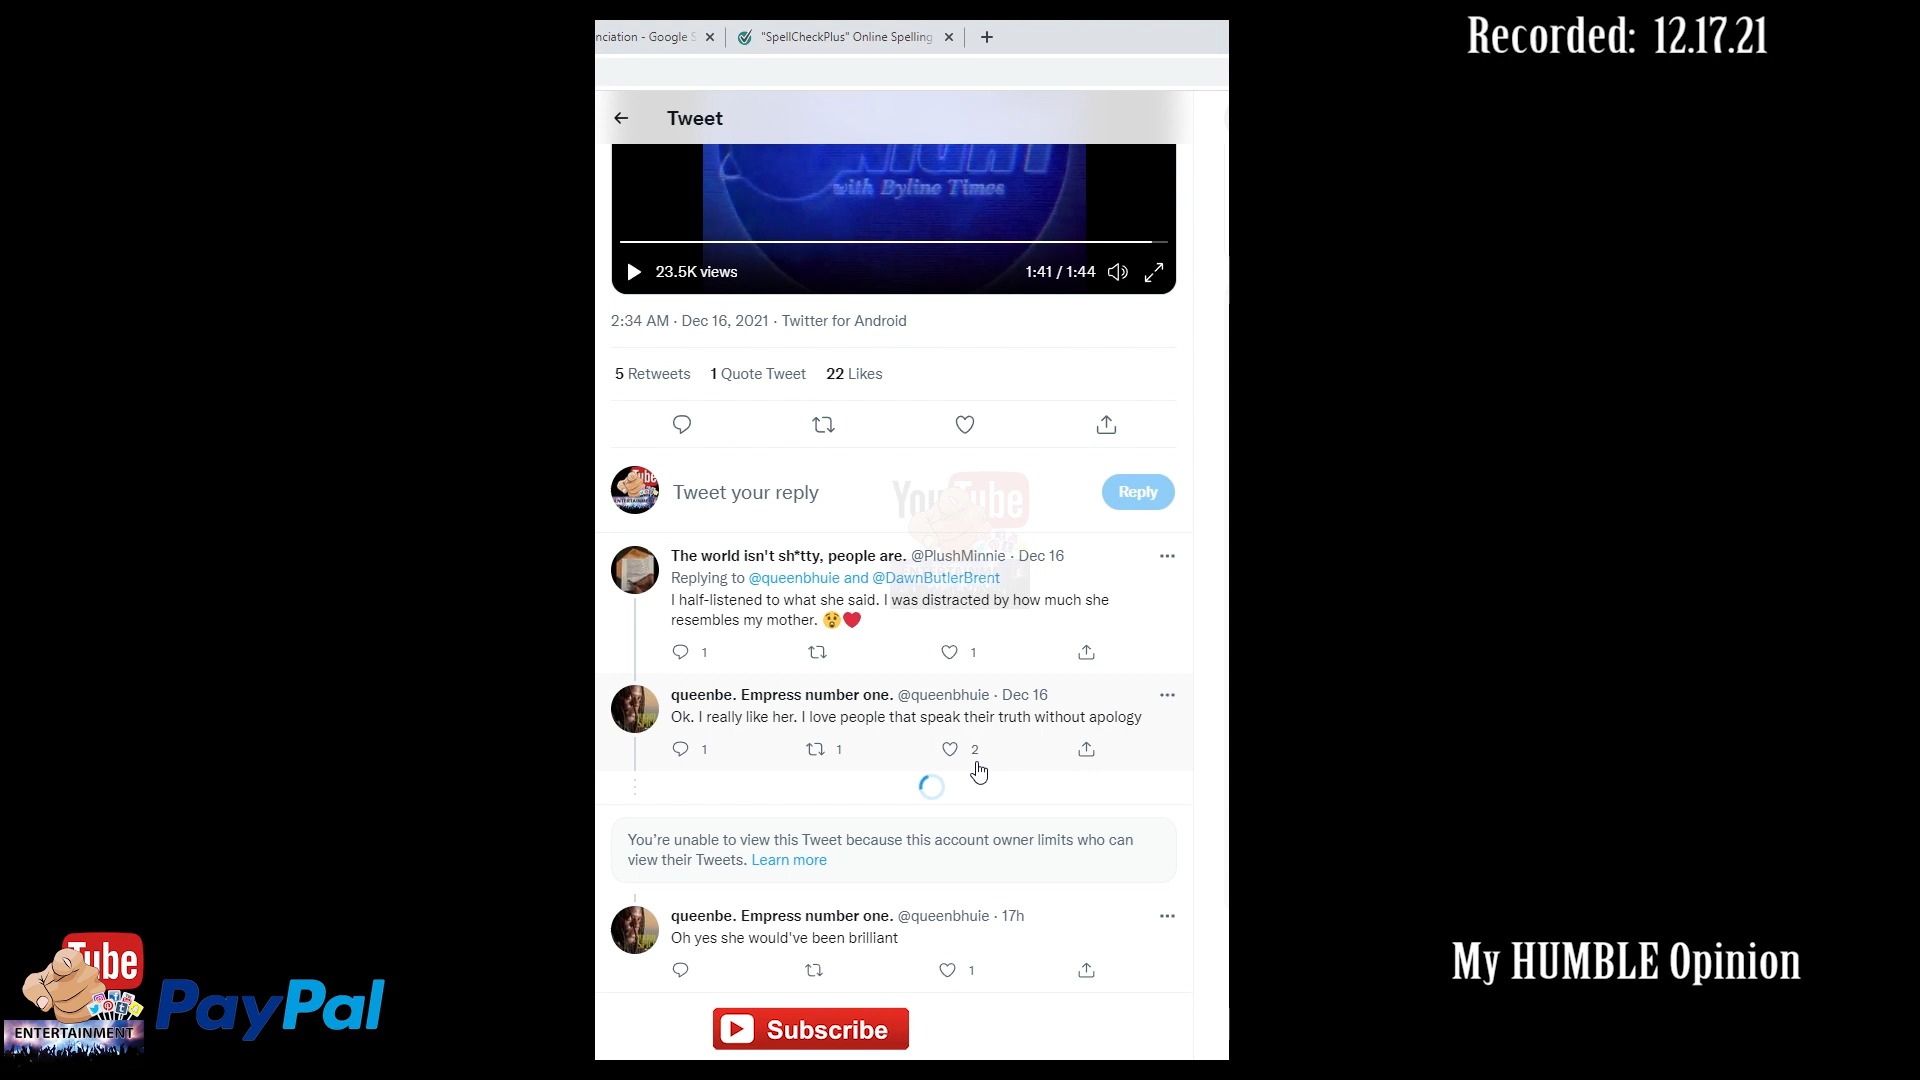 Recorded: 12.17.21
nciation - Google S
"SpellCheckPlus" Online Spelling
Tweet
NIGHT
with Byline Times
23.5K views
1:41 / 1:44
2:34 AM · Dec 16, 2021 · Twitter for Android
5 Retweets 1 Quote Tweet 22 Likes
Tweet your reply
YouTube
Reply
The world isn't sh*tty, people are. @PlushMinnie · Dec 16
Replying to @queenbhuie and @DawnButlerBrent
I half-listened to what she said. I was distracted by how much she
resembles my mother. 😲❤️
1 1
queenbe. Empress number one. @queenbhuie · Dec 16
Ok. I really like her. I love people that speak their truth without apology
1 1 2
You're unable to view this Tweet because this account owner limits who can
view their Tweets. Learn more
queenbe. Empress number one. @queenbhuie · 17h
Oh yes she would've been brilliant
1
Subscribe
Tube
ENTERTAINMENT
PayPal
My HUMBLE Opinion